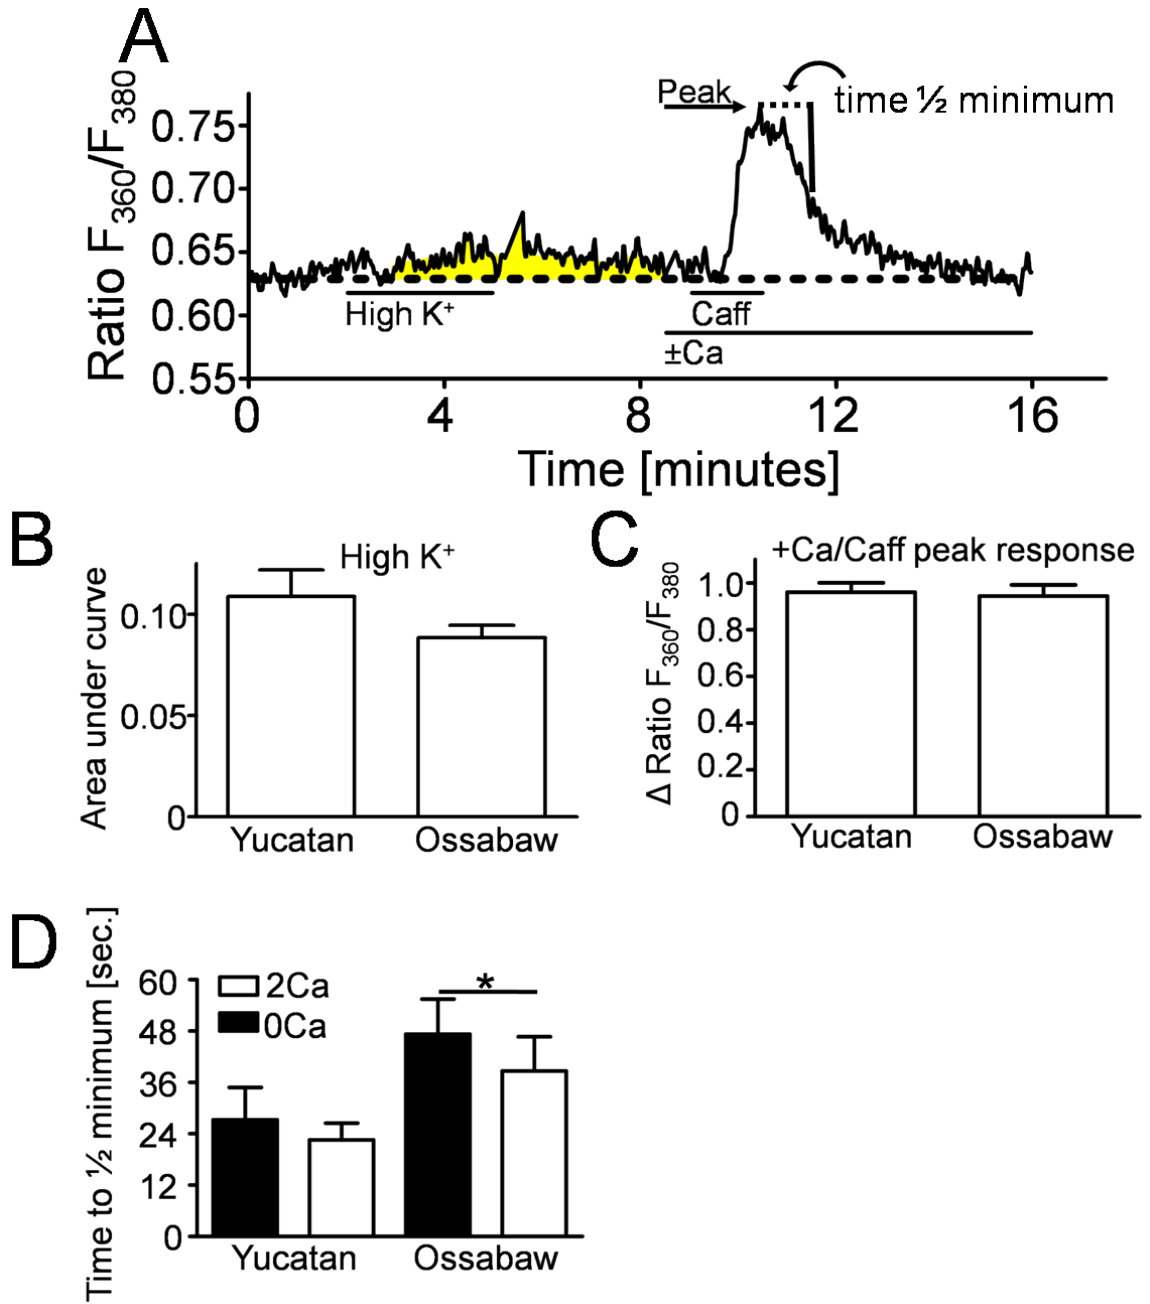 A
Ratio F360/F380
0.75
0.70
0.65
0.60
0.55
Peak
time ½ minimum
High K⁺
Caff
±Ca
0 4 8 12 16
Time [minutes]
B
High K⁺
Area under curve
0.10
0.05
0
Yucatan Ossabaw
C
+Ca/Caff peak response
Δ Ratio F360/F380
1.0
0.8
0.6
0.4
0.2
0
Yucatan Ossabaw
D
Time to ½ minimum [sec.]
60
48
36
24
12
0
2Ca
0Ca
*
Yucatan Ossabaw